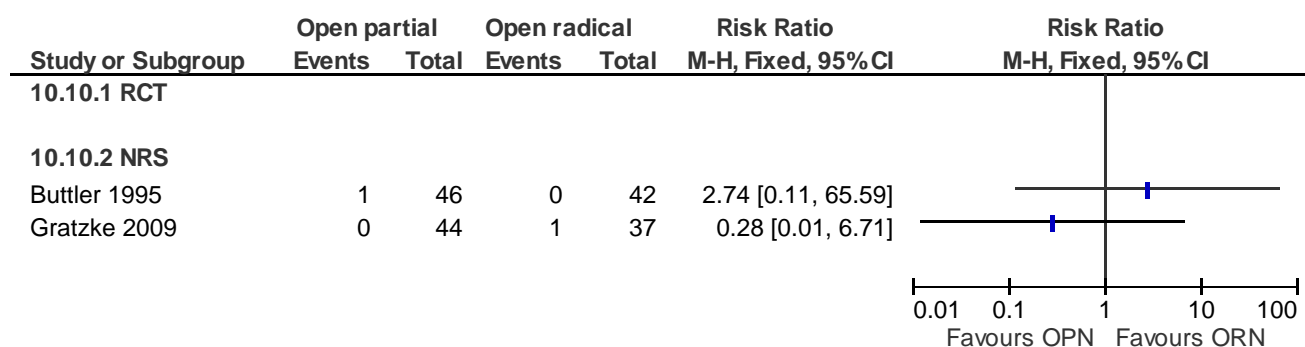 Open partial Open radical Risk Ratio Risk Ratio
Study or Subgroup Events Total Events Total M-H, Fixed, 95% CI M-H, Fixed, 95% CI
10.10.1 RCT
10.10.2 NRS
Buttler 1995 1 46 0 42 2.74 [0.11, 65.59]
Gratzke 2009 0 44 1 37 0.28 [0.01, 6.71]
0.01 0.1 1 10 100
Favours OPN Favours ORN